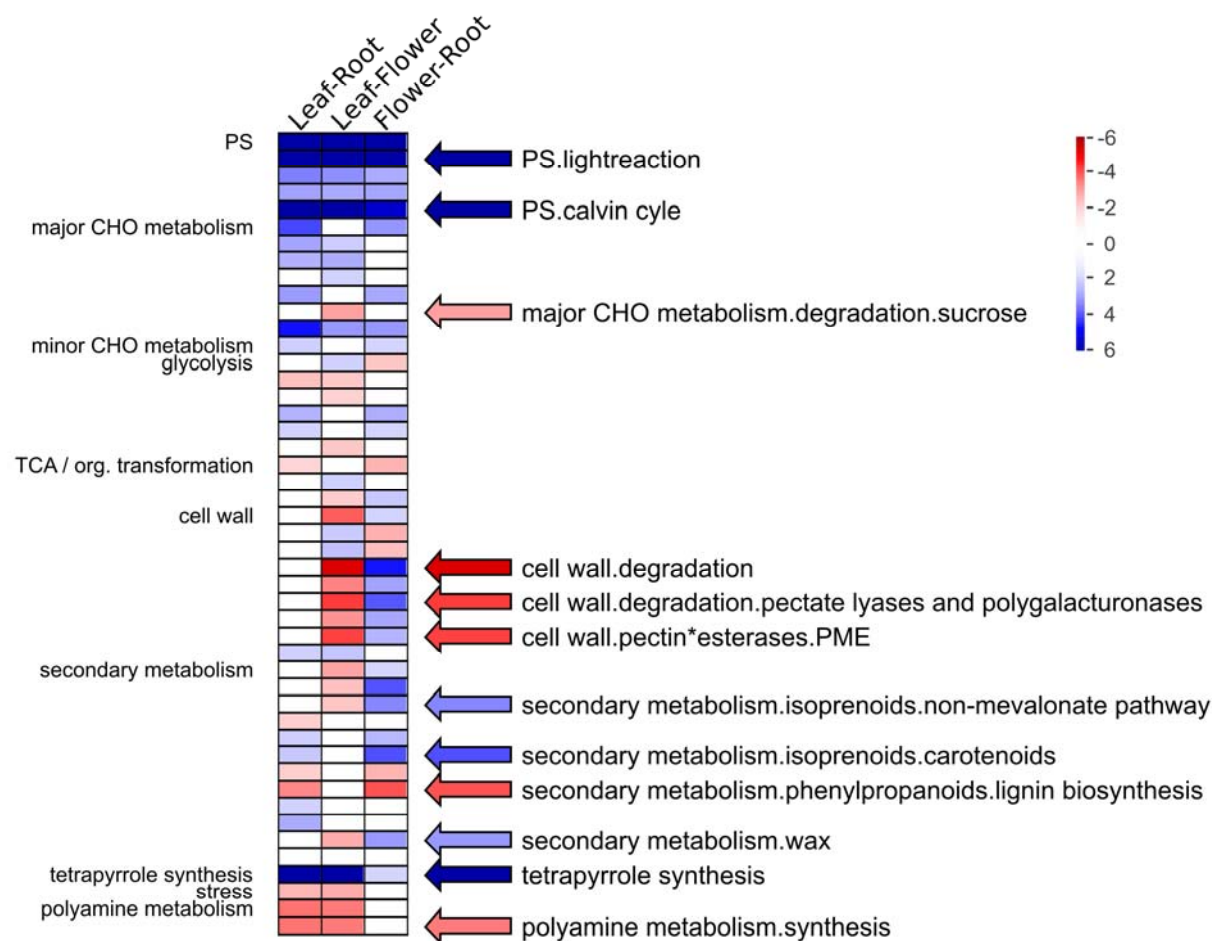 Leaf-Root
Leaf-Flower
Flower-Root
PS
PS.lightreaction
PS.calvin cyle
major CHO metabolism
major CHO metabolism.degradation.sucrose
minor CHO metabolism
glycolysis
TCA / org. transformation
cell wall
cell wall.degradation
cell wall.degradation.pectate lyases and polygalacturonases
cell wall.pectin*esterases.PME
secondary metabolism
secondary metabolism.isoprenoids.non-mevalonate pathway
secondary metabolism.isoprenoids.carotenoids
secondary metabolism.phenylpropanoids.lignin biosynthesis
secondary metabolism.wax
tetrapyrrole synthesis
tetrapyrrole synthesis
stress
polyamine metabolism
polyamine metabolism.synthesis
-6
-4
-2
0
2
4
6